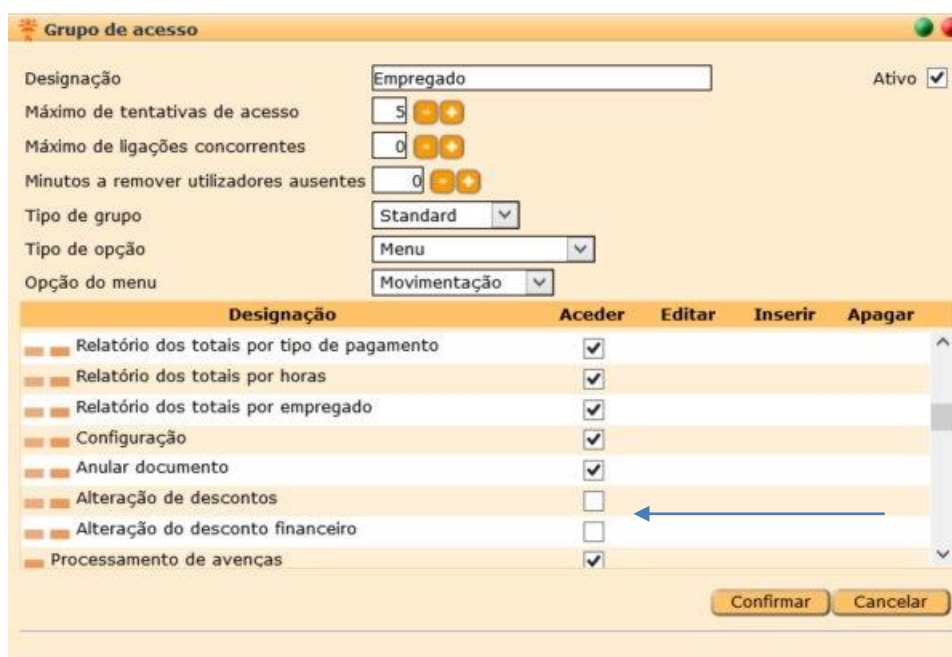 Grupo de acesso
Designação Empregado Ativo
Máximo de tentativas de acesso 5 - +
Máximo de ligações concorrentes 0 - +
Minutos a remover utilizadores ausentes 0 - +
Tipo de grupo Standard
Tipo de opção Menu
Opção do menu Movimentação
Designação Aceder Editar Inserir Apagar
Relatório dos totais por tipo de pagamento
Relatório dos totais por horas
Relatório dos totais por empregado
Configuração
Anular documento
Alteração de descontos
Alteração do desconto financeiro
Processamento de avenças
Confirmar Cancelar